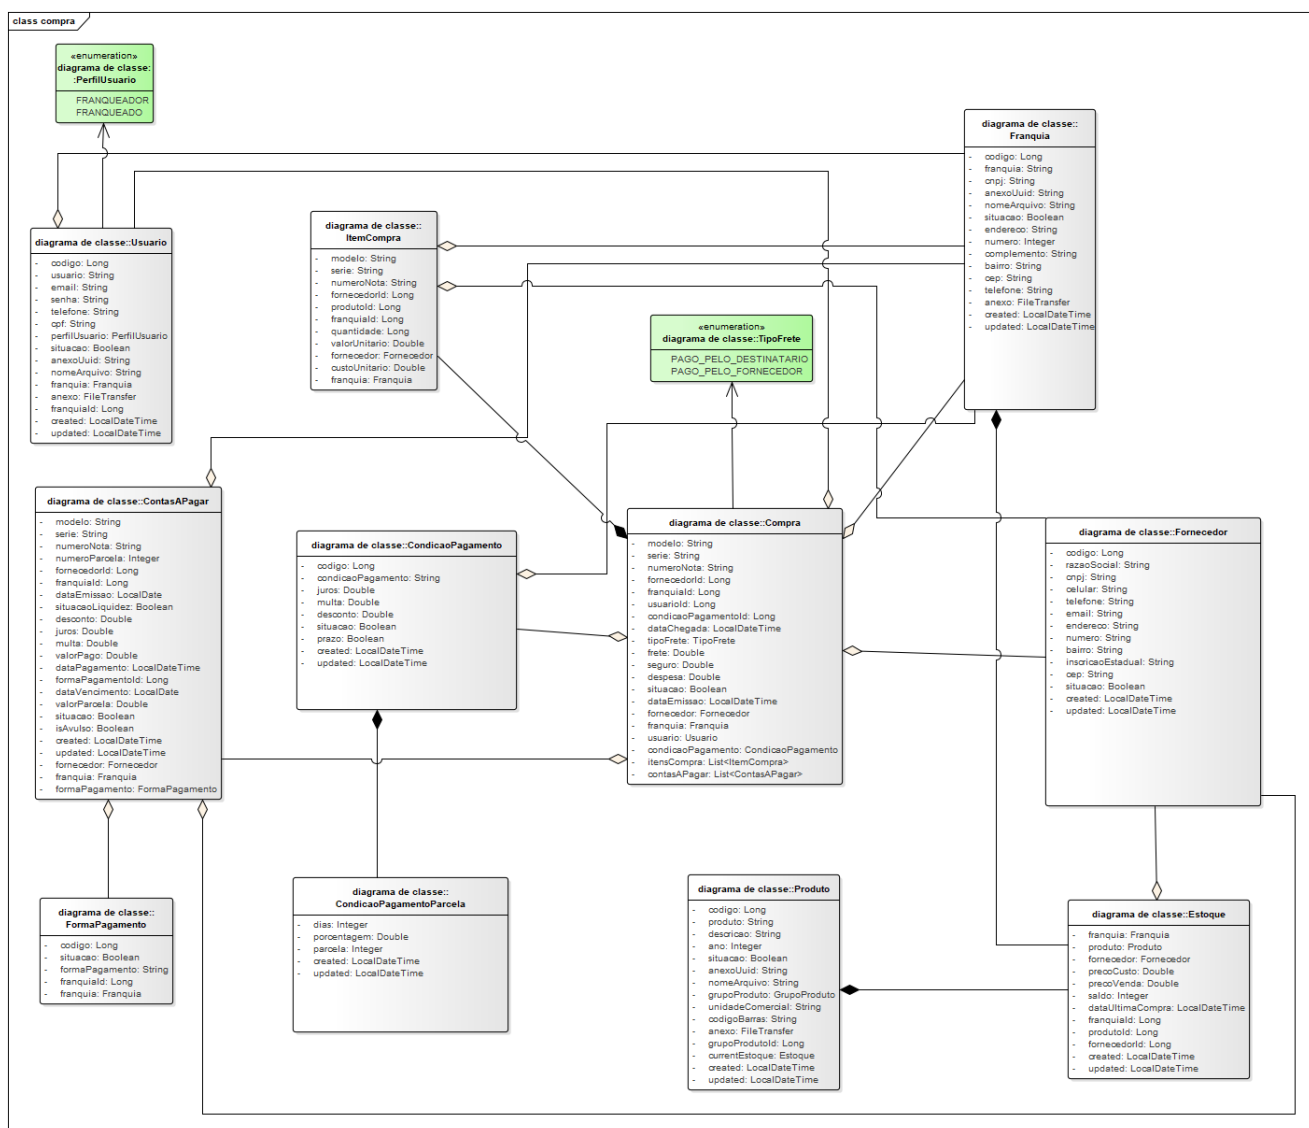 class compra
«enumeration»
diagrama de classe:
:PerfilUsuario
FRANQUEADOR
FRANQUEADO
diagrama de classe::
Franquia
- codigo: Long
- franquia: String
- cnpj: String
- anexoUuid: String
- nomeArquivo: String
- situacao: Boolean
- endereco: String
- numero: Integer
- complemento: String
- bairro: String
- cep: String
- telefone: String
- anexo: FileTransfer
- created: LocalDateTime
- updated: LocalDateTime
diagrama de classe::Usuario
- codigo: Long
- usuario: String
- email: String
- senha: String
- telefone: String
- cpf: String
- perfilUsuario: PerfilUsuario
- situacao: Boolean
- anexoUuid: String
- nomeArquivo: String
- franquia: Franquia
- anexo: FileTransfer
- franquiaId: Long
- created: LocalDateTime
- updated: LocalDateTime
diagrama de classe::
ItemCompra
- modelo: String
- serie: String
- numeroNota: String
- fornecedorId: Long
- produtoId: Long
- franquiaId: Long
- quantidade: Long
- valorUnitario: Double
- fornecedor: Fornecedor
- custoUnitario: Double
- franquia: Franquia
«enumeration»
diagrama de classe::TipoFrete
PAGO_PELO_DESTINATARIO
PAGO_PELO_FORNECEDOR
diagrama de classe::ContasAPagar
- modelo: String
- serie: String
- numeroNota: String
- numeroParcela: Integer
- fornecedorId: Long
- franquiaId: Long
- dataEmissao: LocalDate
- situacaoLiquidez: Boolean
- desconto: Double
- juros: Double
- multa: Double
- valorPago: Double
- dataPagamento: LocalDateTime
- formaPagamentoId: Long
- dataVencimento: LocalDate
- valorParcela: Double
- situacao: Boolean
- isAvulso: Boolean
- created: LocalDateTime
- updated: LocalDateTime
- fornecedor: Fornecedor
- franquia: Franquia
- formaPagamento: FormaPagamento
diagrama de classe::CondicaoPagamento
- codigo: Long
- condicaoPagamento: String
- juros: Double
- multa: Double
- desconto: Double
- situacao: Boolean
- prazo: Boolean
- created: LocalDateTime
- updated: LocalDateTime
diagrama de classe::Compra
- modelo: String
- serie: String
- numeroNota: String
- fornecedorId: Long
- franquiaId: Long
- usuarioId: Long
- condicaoPagamentoId: Long
- dataChegada: LocalDateTime
- tipoFrete: TipoFrete
- frete: Double
- seguro: Double
- despesa: Double
- situacao: Boolean
- dataEmissao: LocalDateTime
- fornecedor: Fornecedor
- franquia: Franquia
- usuario: Usuario
- condicaoPagamento: CondicaoPagamento
- itensCompra: List<ItemCompra>
- contasAPagar: List<ContasAPagar>
diagrama de classe::Fornecedor
- codigo: Long
- razaoSocial: String
- cnpj: String
- celular: String
- telefone: String
- email: String
- endereco: String
- numero: String
- bairro: String
- inscricaoEstadual: String
- cep: String
- situacao: Boolean
- created: LocalDateTime
- updated: LocalDateTime
diagrama de classe::
FormaPagamento
- codigo: Long
- situacao: Boolean
- formaPagamento: String
- franquiaId: Long
- franquia: Franquia
diagrama de classe::
CondicaoPagamentoParcela
- dias: Integer
- porcentagem: Double
- parcela: Integer
- created: LocalDateTime
- updated: LocalDateTime
diagrama de classe::Produto
- codigo: Long
- produto: String
- descricao: String
- ano: Integer
- situacao: Boolean
- anexoUuid: String
- nomeArquivo: String
- grupoProduto: GrupoProduto
- unidadeComercial: String
- codigoBarras: String
- anexo: FileTransfer
- grupoProdutoId: Long
- currentEstoque: Estoque
- created: LocalDateTime
- updated: LocalDateTime
diagrama de classe::Estoque
- franquia: Franquia
- produto: Produto
- fornecedor: Fornecedor
- precoCusto: Double
- precoVenda: Double
- saldo: Integer
- dataUltimaCompra: LocalDateTime
- franquiaId: Long
- produtoId: Long
- fornecedorId: Long
- created: LocalDateTime
- updated: LocalDateTime